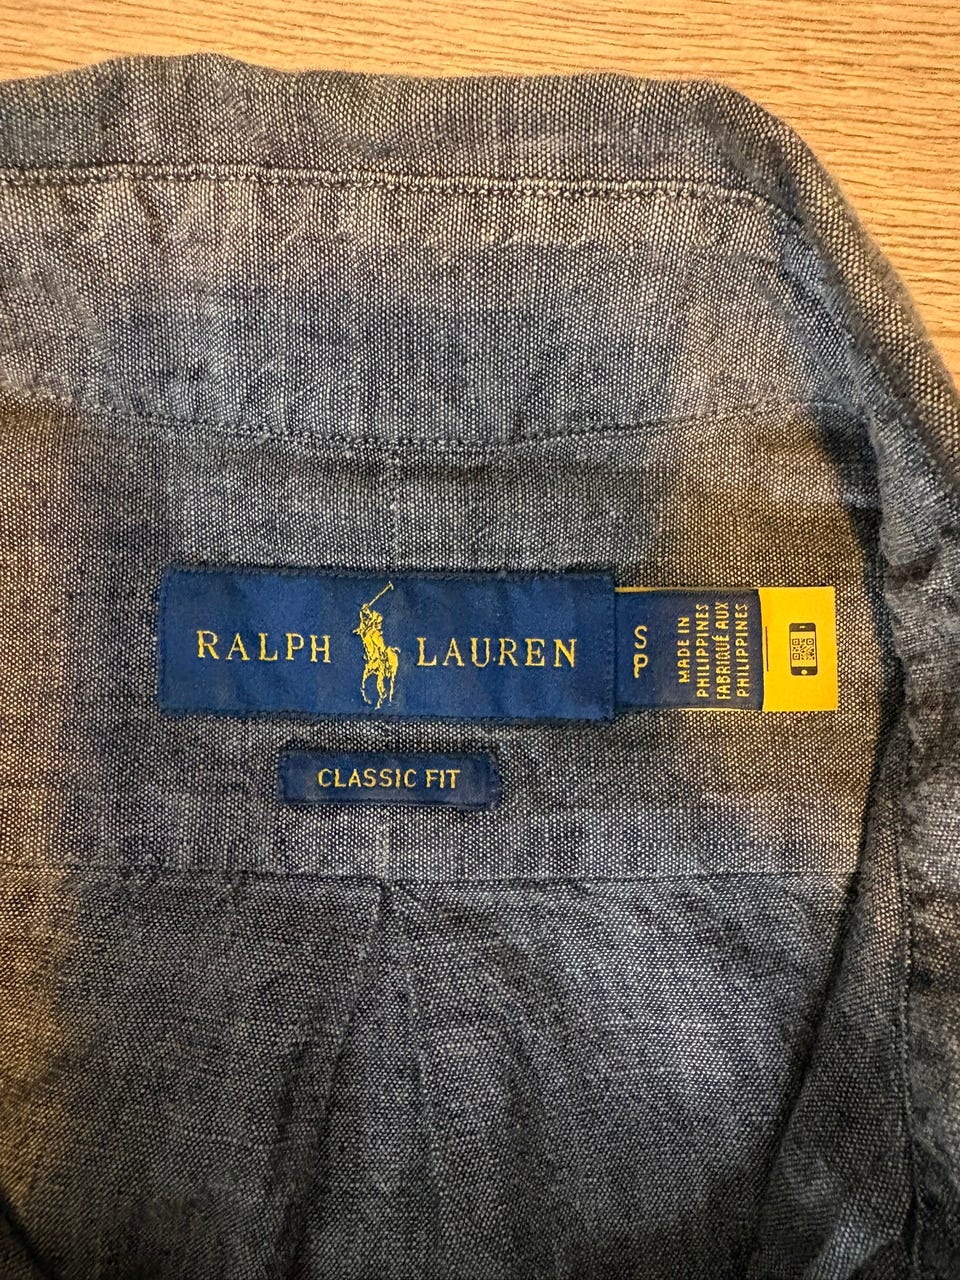 RALPH LAUREN
S
P
MADE IN
PHILIPPINES
FABRIQUÉ AUX
PHILIPPINES
CLASSIC FIT